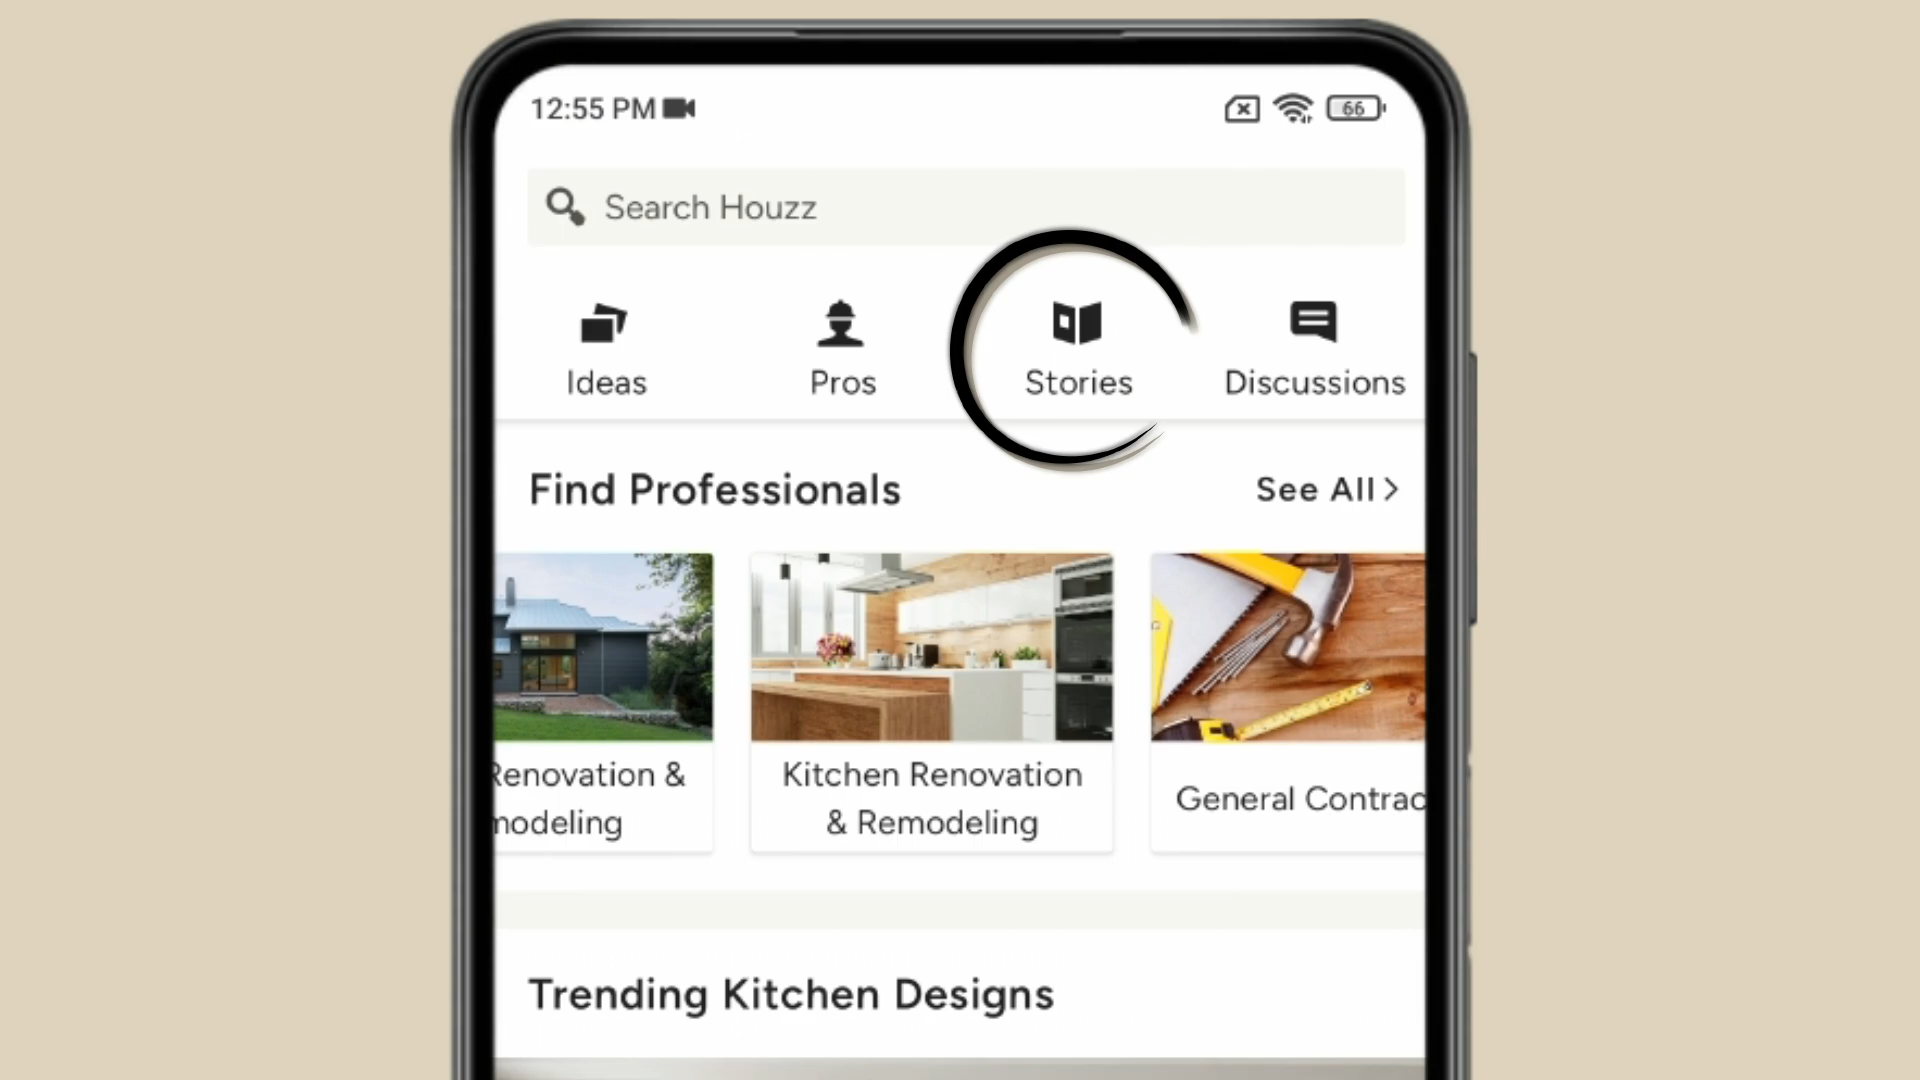 12:55 PM
66
Search Houzz
Ideas
Pros
Stories
Discussions
Find Professionals
See All
Renovation &
modeling
Kitchen Renovation
& Remodeling
General Contrac
Trending Kitchen Designs